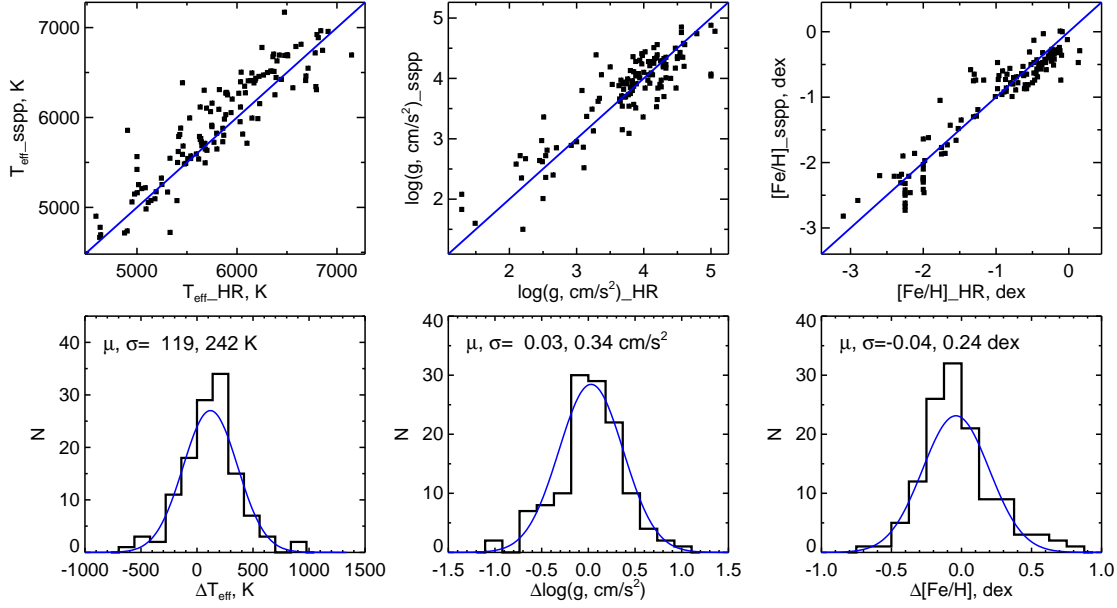 7000
6000
5000
T_eff_sspp, K
5000 6000 7000
T_eff_HR, K
5
4
3
2
log(g, cm/s²)_sspp
2 3 4 5
log(g, cm/s²)_HR
0
-1
-2
-3
[Fe/H]_sspp, dex
-3 -2 -1 0
[Fe/H]_HR, dex
μ, σ= 119, 242 K
40
30
20
10
0
N
-1000 -500 0 500 1000 1500
ΔT_eff, K
μ, σ= 0.03, 0.34 cm/s²
40
30
20
10
0
N
-1.5 -1.0 -0.5 0.0 0.5 1.0 1.5
Δlog(g, cm/s²)
μ, σ=-0.04, 0.24 dex
40
30
20
10
0
N
-1.0 -0.5 0.0 0.5 1.0
Δ[Fe/H], dex